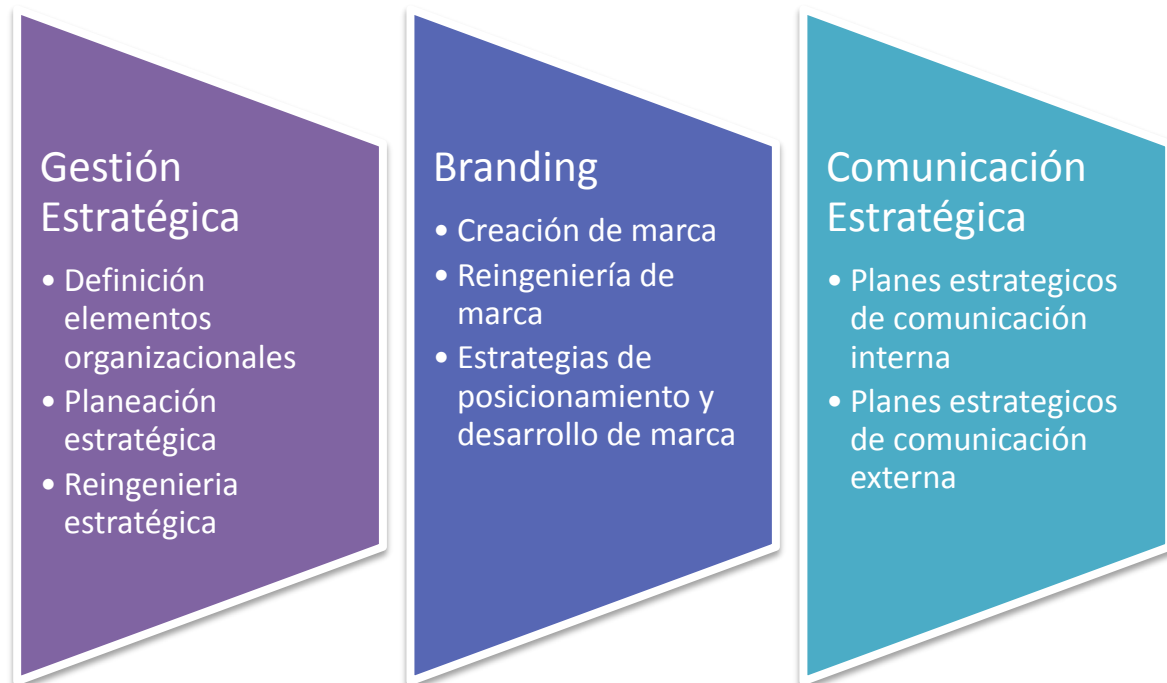 Gestión
Estratégica
• Definición
elementos
organizacionales
• Planeación
estratégica
• Reingenieria
estratégica
Branding
• Creación de marca
• Reingeniería de
marca
• Estrategias de
posicionamiento y
desarrollo de marca
Comunicación
Estratégica
• Planes estrategicos
de comunicación
interna
• Planes estrategicos
de comunicación
externa